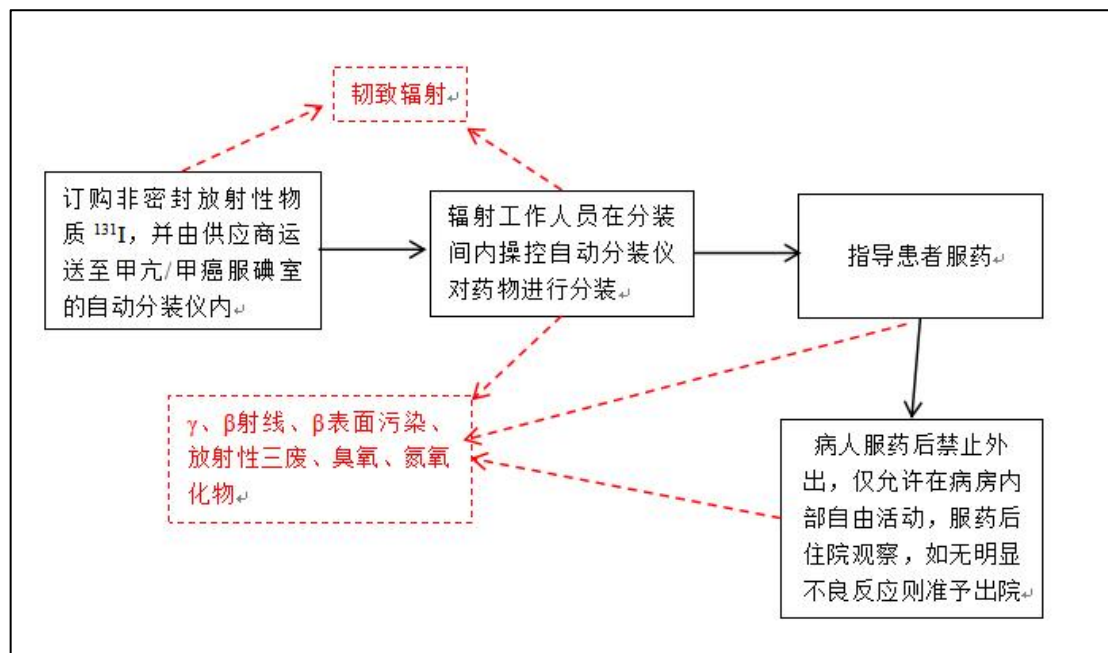 韧致辐射
订购非密封放射性物
质 ¹³¹I，并由供应商运
送至甲亢/甲癌服碘室
的自动分装仪内
辐射工作人员在分装
间内操控自动分装仪
对药物进行分装
指导患者服药
γ、β射线、β表面污染、
放射性三废、臭氧、氮氧
化物
病人服药后禁止外
出，仅允许在病房内
部自由活动，服药后
住院观察，如无明显
不良反应则准予出院